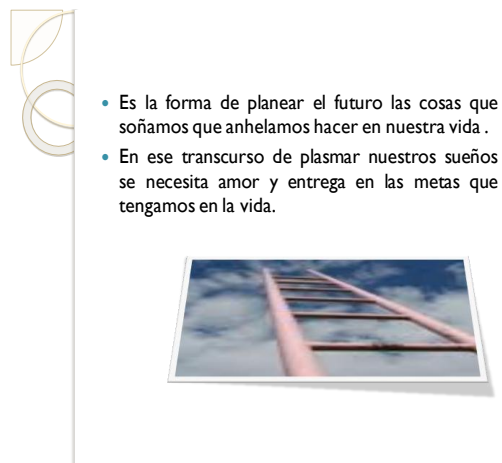 • Es la forma de planear el futuro las cosas que
soñamos que anhelamos hacer en nuestra vida .
• En ese transcurso de plasmar nuestros sueños
se necesita amor y entrega en las metas que
tengamos en la vida.